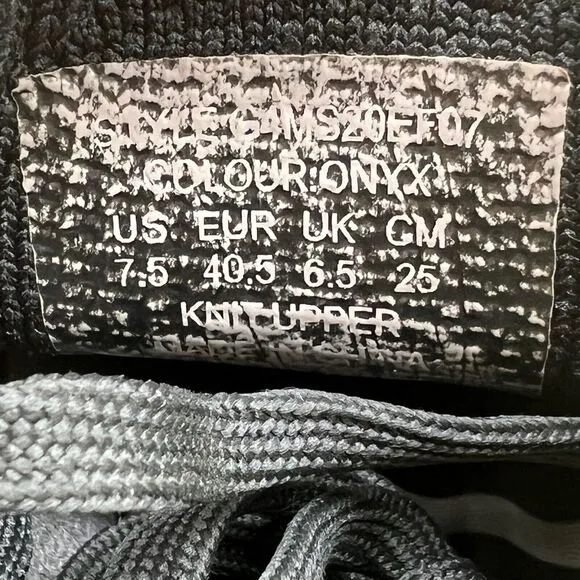 STYLE:G4MS20EF07
COLOUR:ONYX
US EUR UK CM
7.5 40.5 6.5 25
KNIT UPPER
MADE IN CHINA